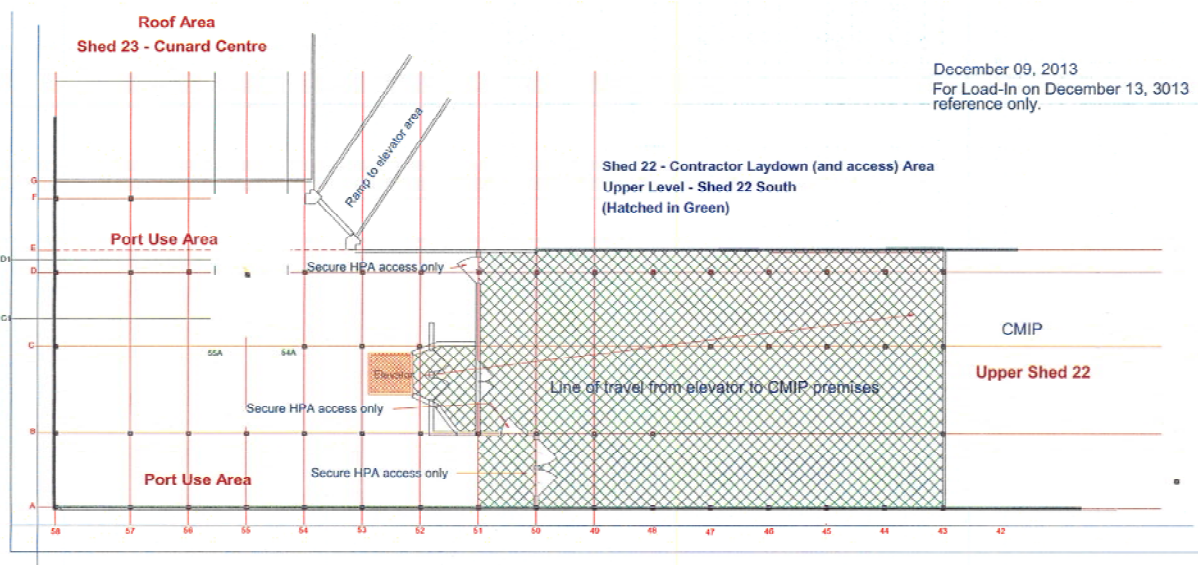 Roof Area
Shed 23 - Cunard Centre
December 09, 2013
For Load-In on December 13, 3013
reference only.
Ramp to elevator area
Shed 22 - Contractor Laydown (and access) Area
Upper Level - Shed 22 South
(Hatched in Green)
G
F
Port Use Area
E
D1
D
Secure HPA access only
C1
CMIP
C
55A
54A
Elevator
Upper Shed 22
Line of travel from elevator to CMIP premises
Secure HPA access only
B
Secure HPA access only
Port Use Area
A
58 57 56 55 54 53 52 51 50 49 48 47 46 45 44 43 42